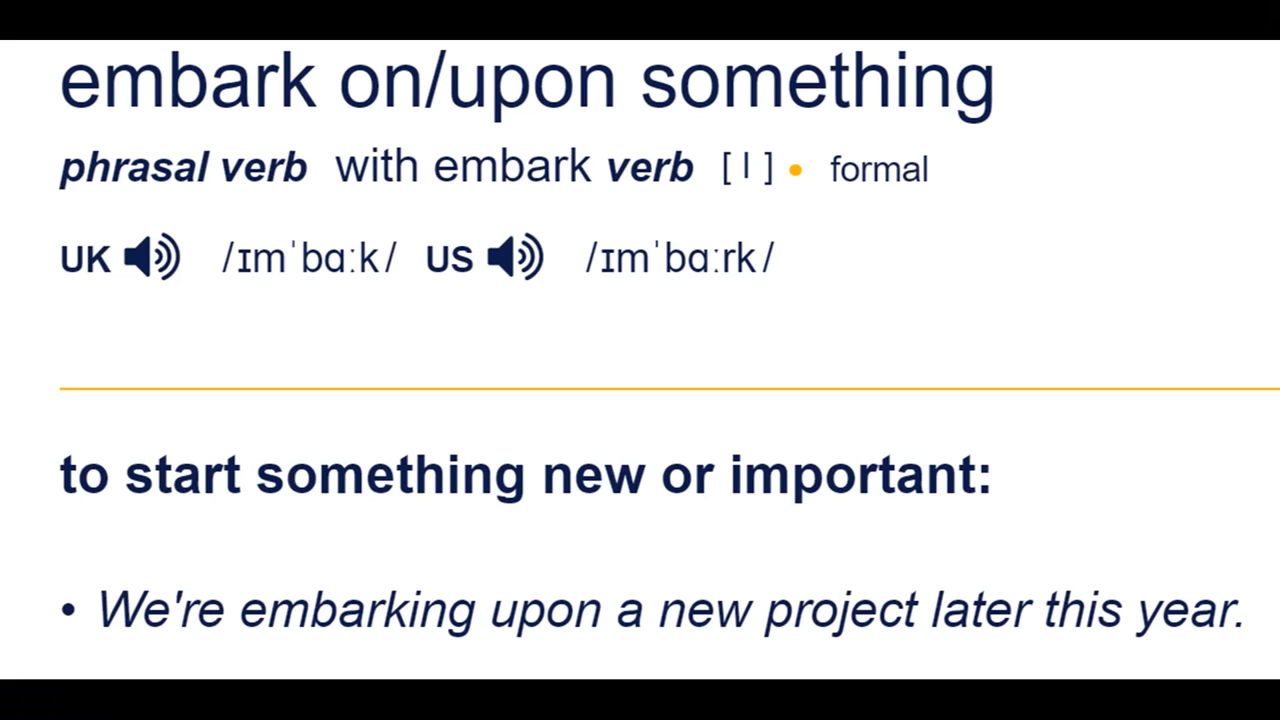 embark on/upon something
phrasal verb with embark verb [ I ] • formal
UK /ɪmˈbɑːk/ US /ɪmˈbɑːrk/
to start something new or important:
• We're embarking upon a new project later this year.